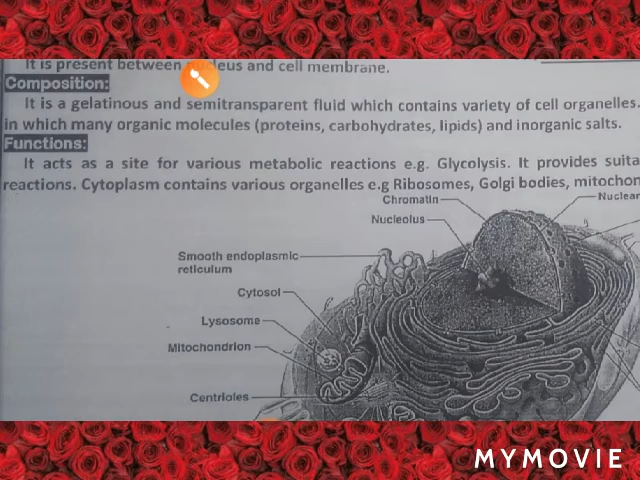 It is present between nucleus and cell membrane.
Composition:
It is a gelatinous and semitransparent fluid which contains variety of cell organelles
in which many organic molecules (proteins, carbohydrates, lipids) and inorganic salts.
Functions:
It acts as a site for various metabolic reactions e.g. Glycolysis. It provides suita
reactions. Cytoplasm contains various organelles e.g Ribosomes, Golgi bodies, mitochon
Chromatin
Nuclear
Nucleolus
Smooth endoplasmic
reticulum
Cytosol
Lysosome
Mitochondrion
Centrioles
MYMOVIE